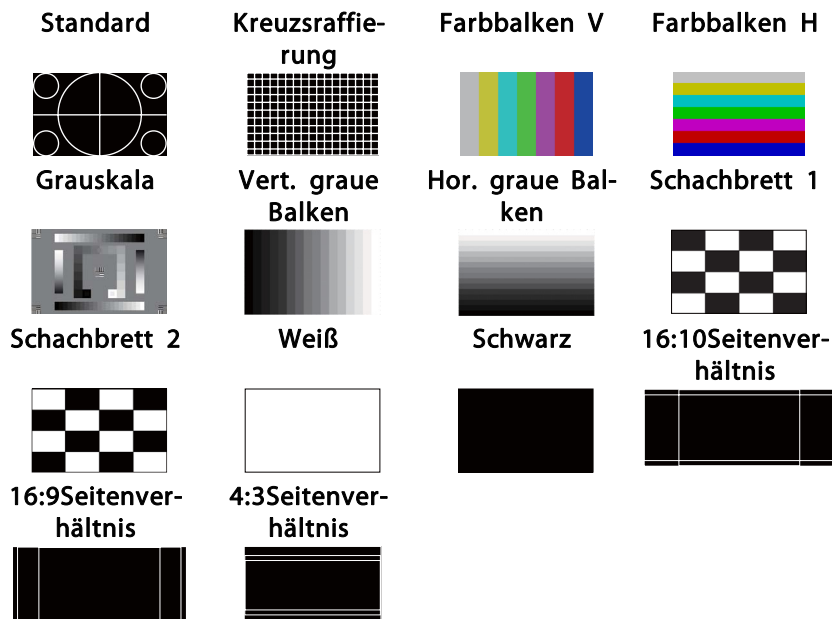 Standard
Kreuzsraffie-
rung
Farbbalken V
Farbbalken H
Grauskala
Vert. graue
Balken
Hor. graue Bal-
ken
Schachbrett 1
Schachbrett 2
Weiß
Schwarz
16:10Seitenver-
hältnis
16:9Seitenver-
hältnis
4:3Seitenver-
hältnis